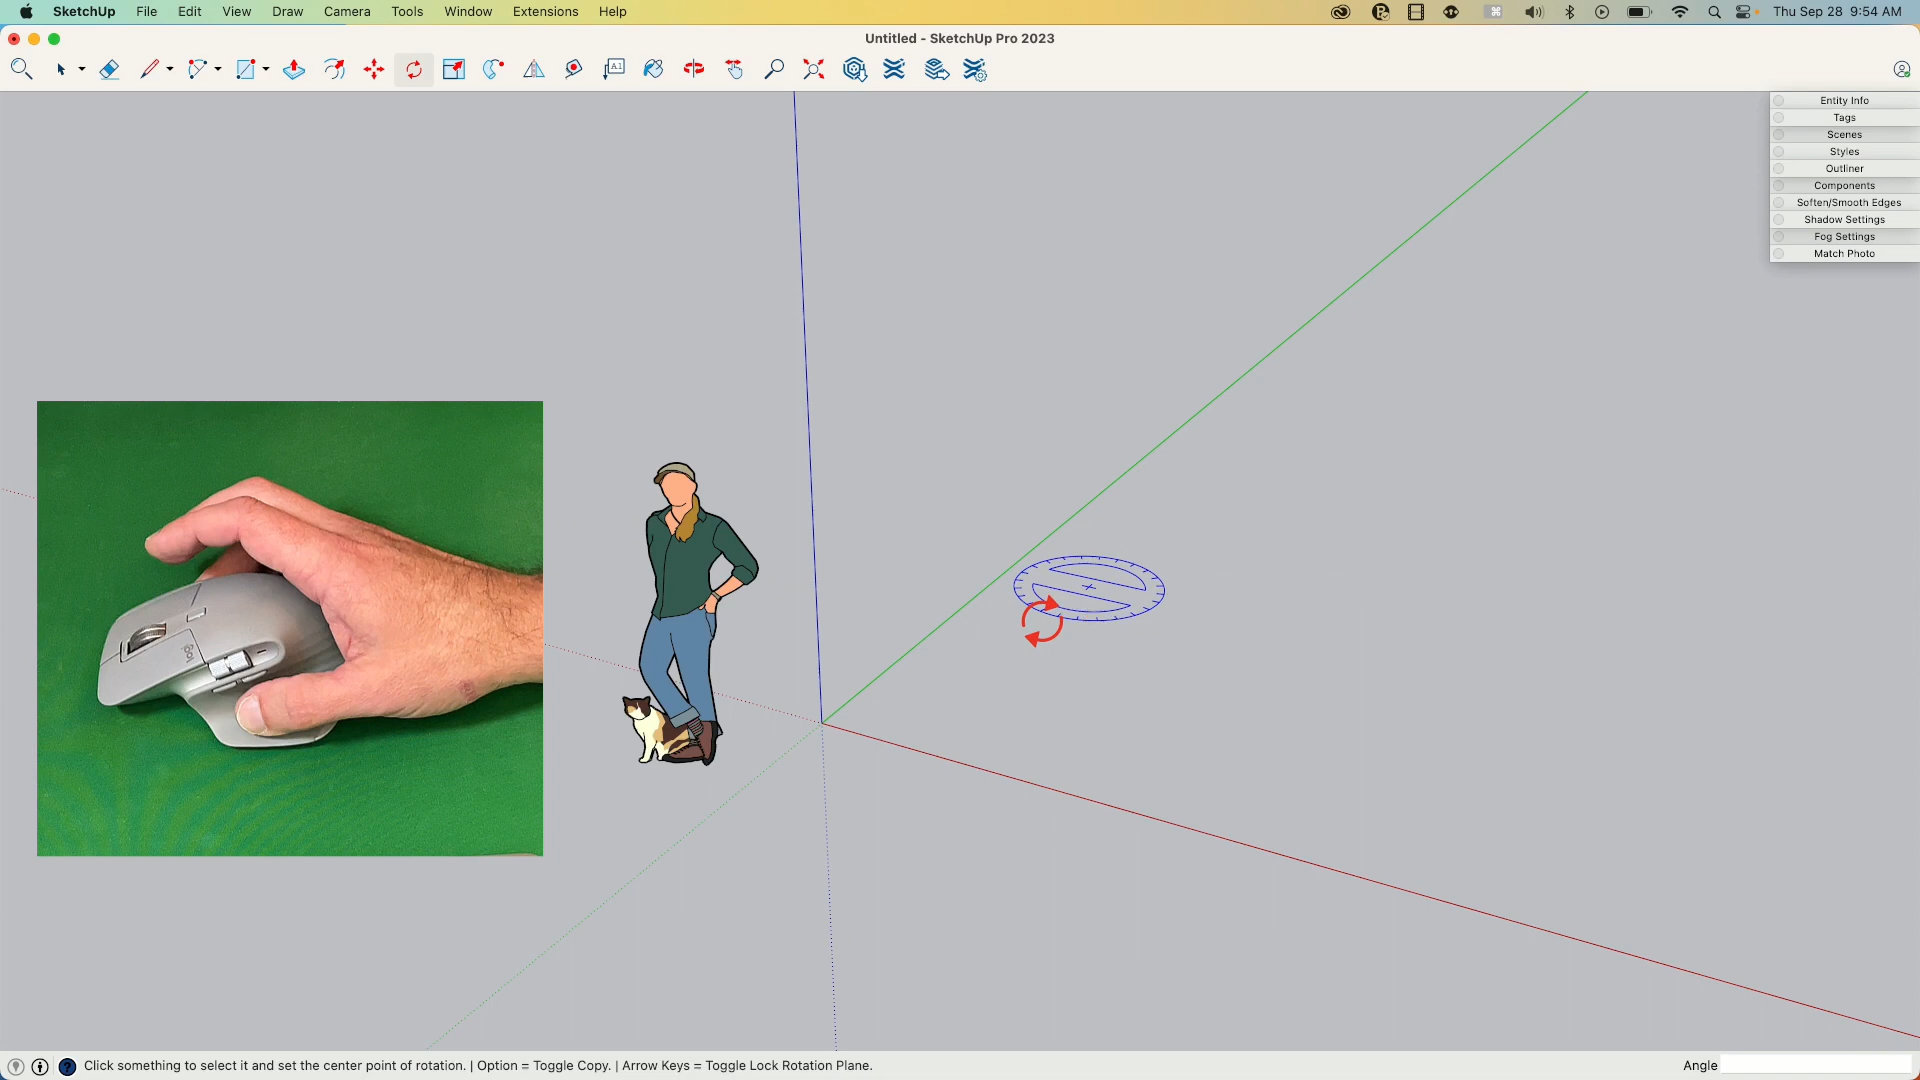 SketchUp File Edit View Draw Camera Tools Window Extensions Help
Thu Sep 28 9:54 AM
Untitled - SketchUp Pro 2023
A1
Entity Info
Tags
Scenes
Styles
Outliner
Components
Soften/Smooth Edges
Shadow Settings
Fog Settings
Match Photo
logi
Click something to select it and set the center point of rotation. | Option = Toggle Copy. | Arrow Keys = Toggle Lock Rotation Plane.
Angle